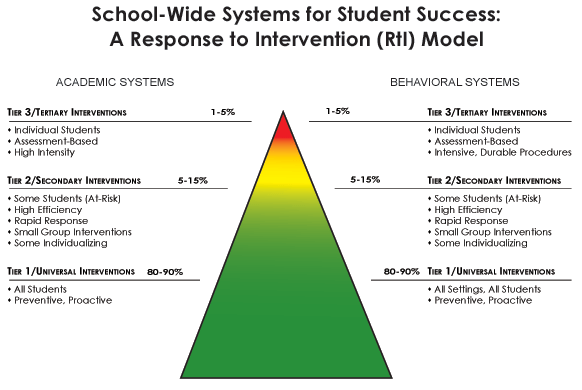 School-Wide Systems for Student Success:
A Response to Intervention (RtI) Model
ACADEMIC SYSTEMS
Tier 3/Tertiary Interventions 1-5%
• Individual Students
• Assessment-Based
• High Intensity
Tier 2/Secondary Interventions 5-15%
• Some Students (At-Risk)
• High Efficiency
• Rapid Response
• Small Group Interventions
• Some Individualizing
Tier 1/Universal Interventions 80-90%
• All Students
• Preventive, Proactive
BEHAVIORAL SYSTEMS
1-5% Tier 3/Tertiary Interventions
• Individual Students
• Assessment-Based
• Intensive, Durable Procedures
5-15% Tier 2/Secondary Interventions
• Some Students (At-Risk)
• High Efficiency
• Rapid Response
• Small Group Interventions
• Some Individualizing
80-90% Tier 1/Universal Interventions
• All Settings, All Students
• Preventive, Proactive